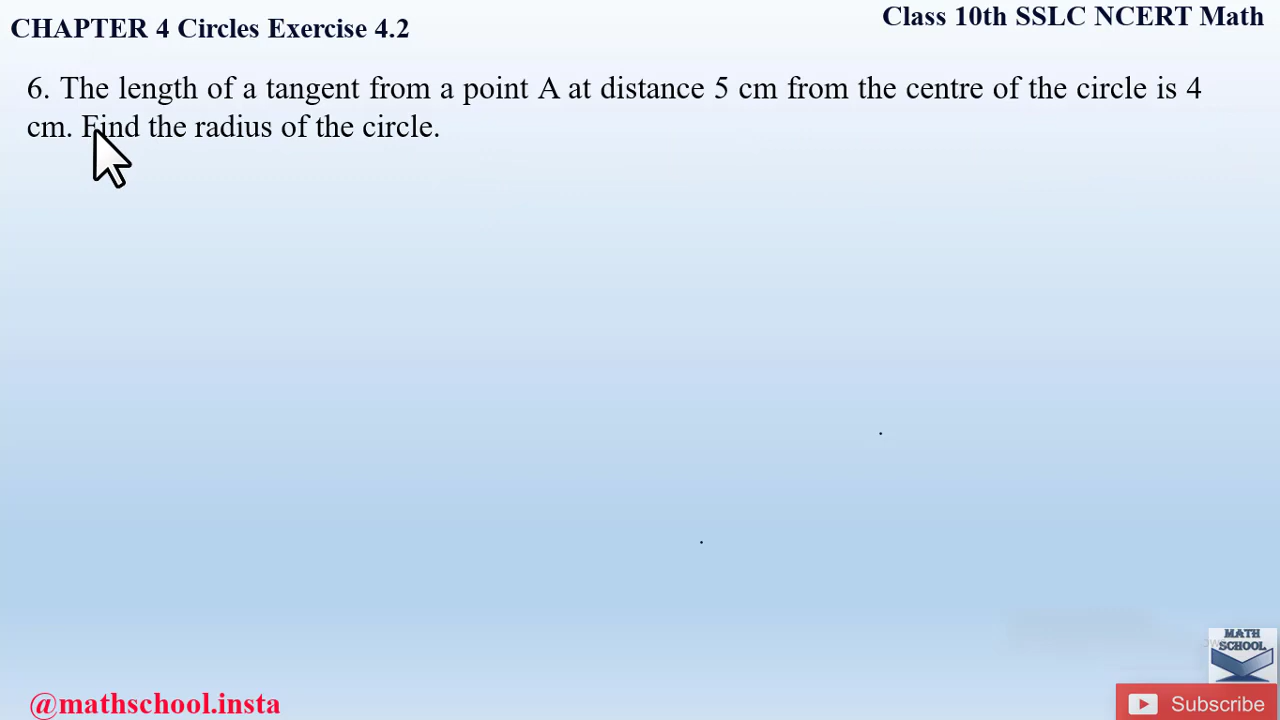 CHAPTER 4 Circles Exercise 4.2
Class 10th SSLC NCERT Math
6. The length of a tangent from a point A at distance 5 cm from the centre of the circle is 4
cm. Find the radius of the circle.
MATH
SCHOOL
@mathschool.insta
Subscribe